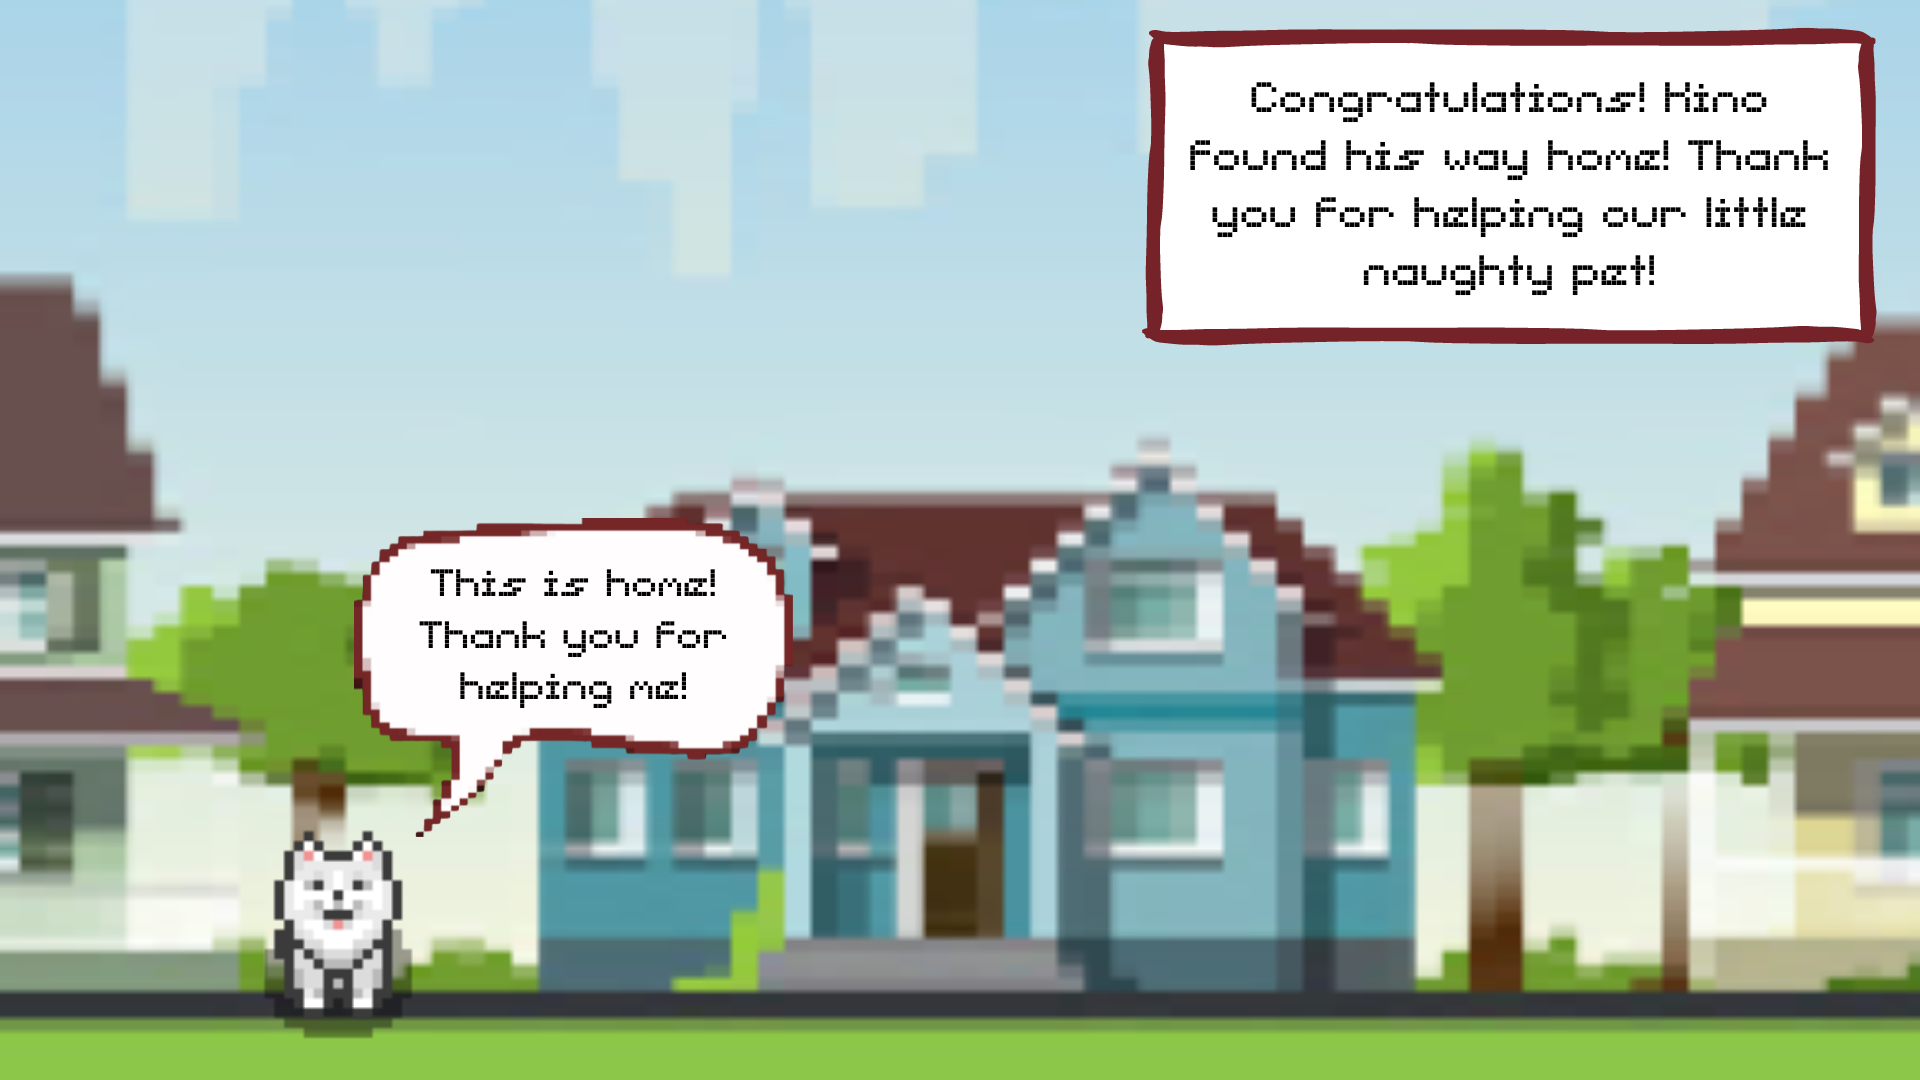 Congratulations! Kino
found his way home! Thank
you for helping our little
naughty pet!
This is home!
Thank you for
helping me!